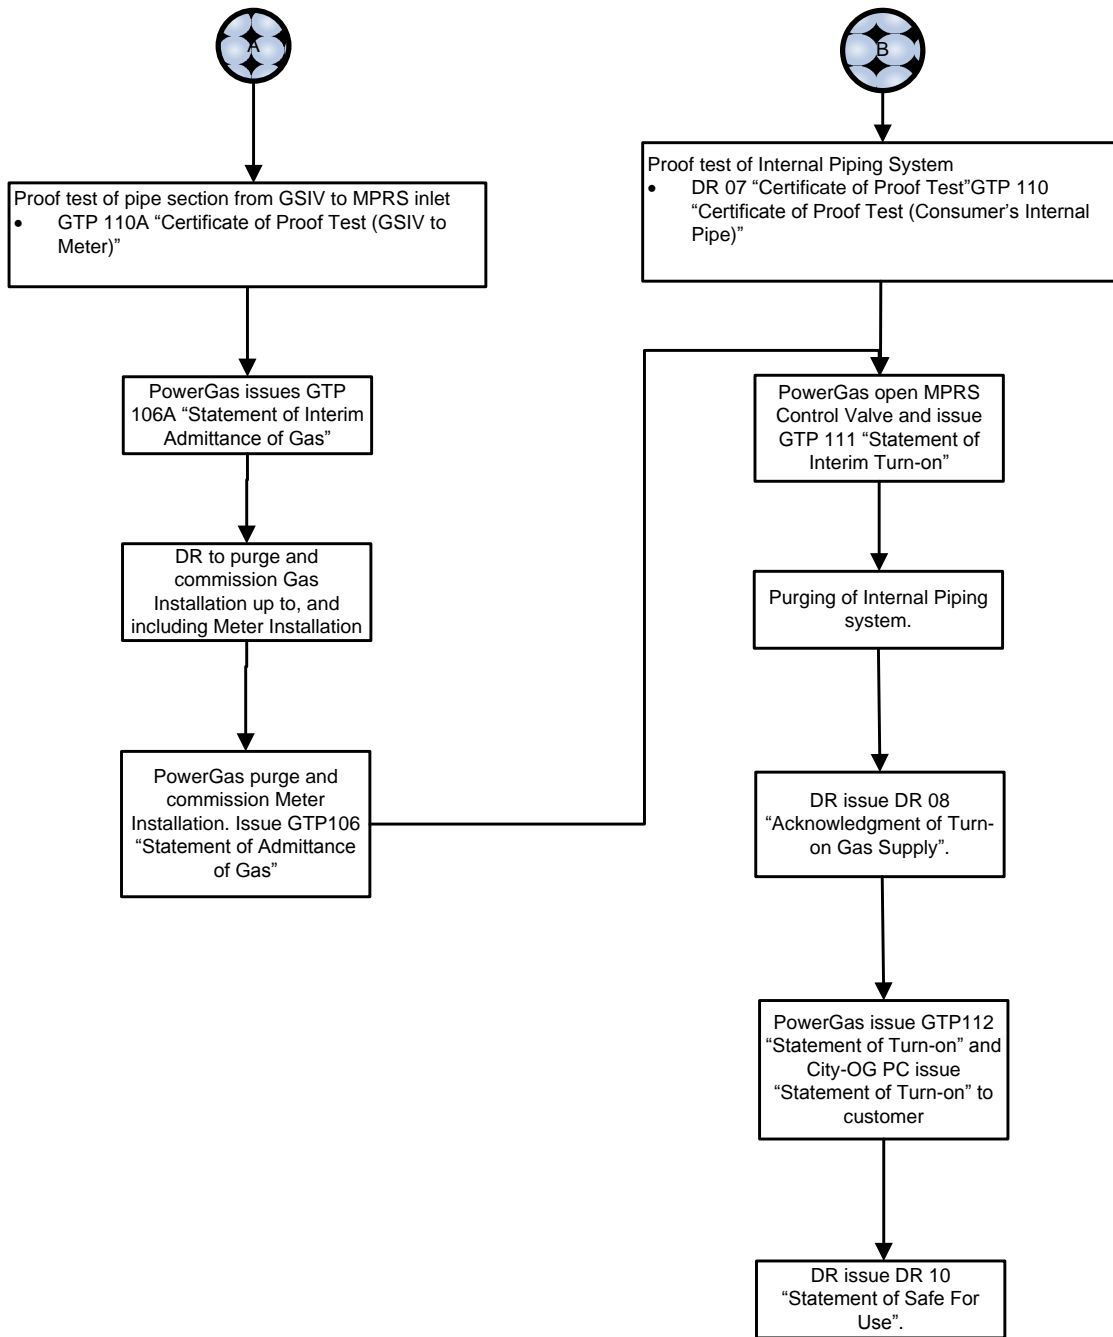 A
Proof test of pipe section from GSIV to MPRS inlet
• GTP 110A “Certificate of Proof Test (GSIV to
Meter)”
PowerGas issues GTP
106A “Statement of Interim
Admittance of Gas”
DR to purge and
commission Gas
Installation up to, and
including Meter Installation
PowerGas purge and
commission Meter
Installation. Issue GTP106
“Statement of Admittance
of Gas”
B
Proof test of Internal Piping System
• DR 07 “Certificate of Proof Test”GTP 110
“Certificate of Proof Test (Consumer’s Internal
Pipe)”
PowerGas open MPRS
Control Valve and issue
GTP 111 “Statement of
Interim Turn-on”
Purging of Internal Piping
system.
DR issue DR 08
“Acknowledgment of Turn-
on Gas Supply”.
PowerGas issue GTP112
“Statement of Turn-on” and
City-OG PC issue
“Statement of Turn-on” to
customer
DR issue DR 10
“Statement of Safe For
Use”.